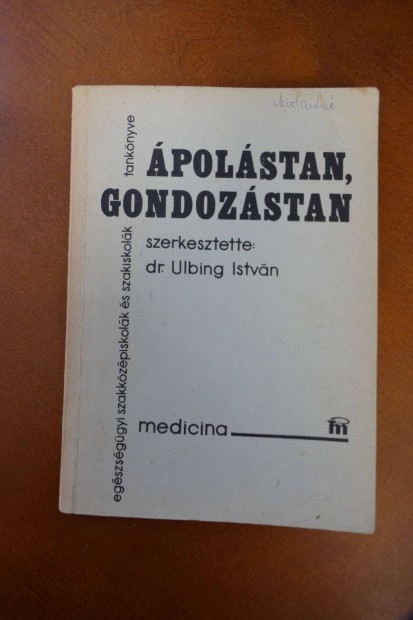 ÁPOLÁSTAN,
GONDOZÁSTAN
szerkesztette:
dr. Ulbing István
egészségügyi szakközépiskolák és szakiskolák
tankönyve
medicina